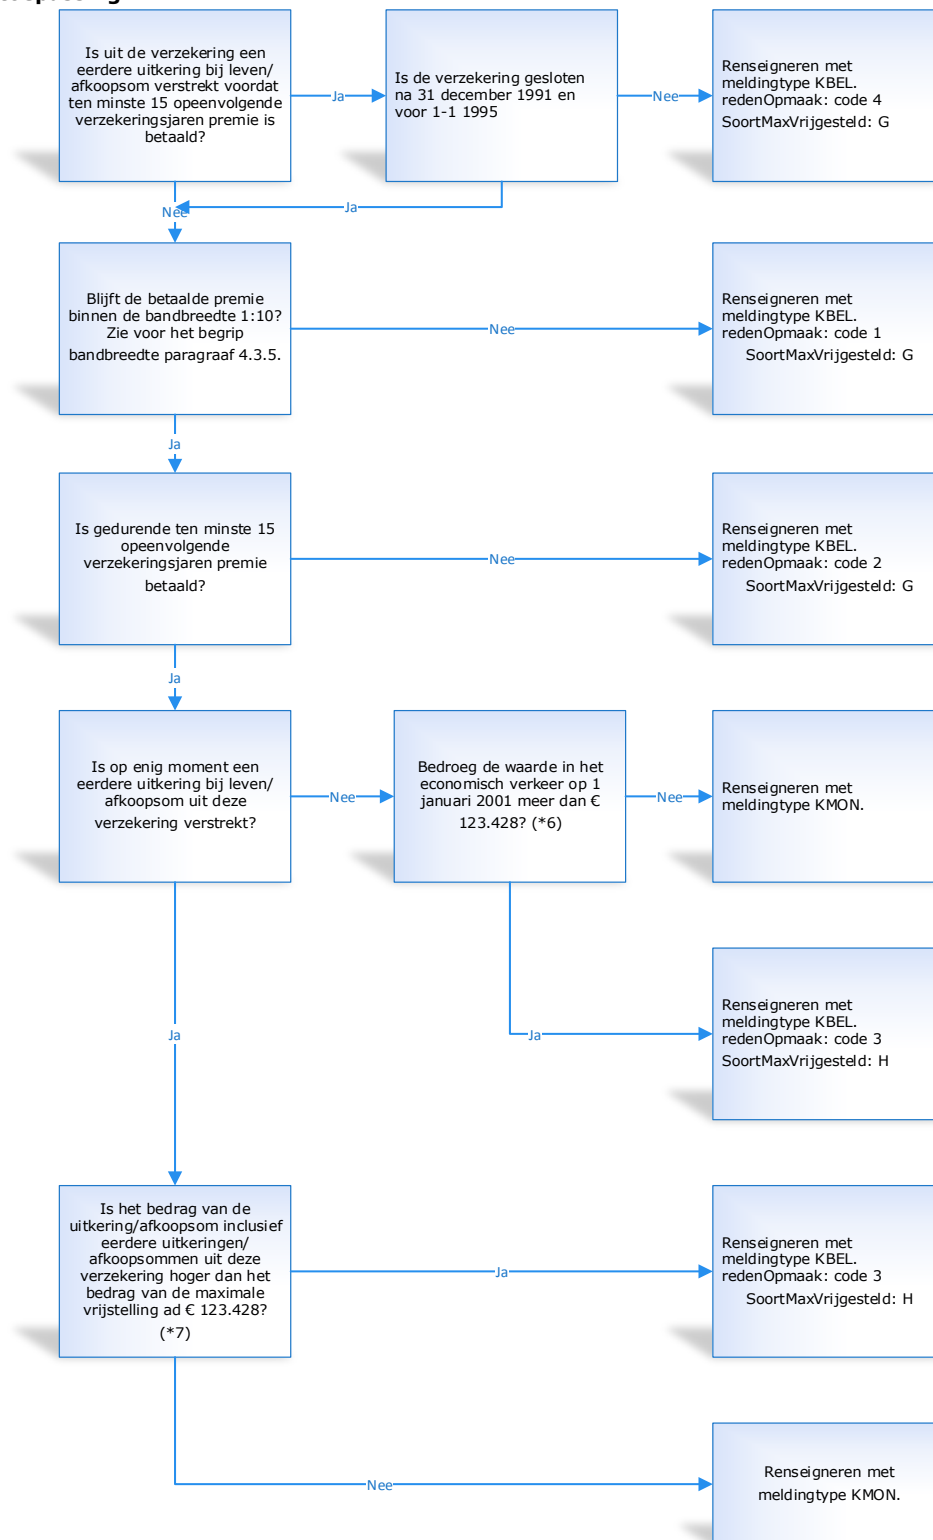 Is uit de verzekering een
eerdere uitkering bij leven/
afkoopsom verstrekt voordat
ten minste 15 opeenvolgende
verzekeringsjaren premie is
betaald?
Ja
Is de verzekering gesloten
na 31 december 1991 en
voor 1-1 1995
Nee
Renseigneren met
meldingtype KBEL.
redenOpmaak: code 4
SoortMaxVrijgesteld: G
Nee
Ja
Blijft de betaalde premie
binnen de bandbreedte 1:10?
Zie voor het begrip
bandbreedte paragraaf 4.3.5.
Nee
Renseigneren met
meldingtype KBEL.
redenOpmaak: code 1
SoortMaxVrijgesteld: G
Ja
Is gedurende ten minste 15
opeenvolgende
verzekeringsjaren premie
betaald?
Nee
Renseigneren met
meldingtype KBEL.
redenOpmaak: code 2
SoortMaxVrijgesteld: G
Ja
Is op enig moment een
eerdere uitkering bij leven/
afkoopsom uit deze
verzekering verstrekt?
Nee
Bedroeg de waarde in het
economisch verkeer op 1
januari 2001 meer dan €
123.428? (*6)
Nee
Renseigneren met
meldingtype KMON.
Ja
Ja
Renseigneren met
meldingtype KBEL.
redenOpmaak: code 3
SoortMaxVrijgesteld: H
Is het bedrag van de
uitkering/afkoopsom inclusief
eerdere uitkeringen/
afkoopsommen uit deze
verzekering hoger dan het
bedrag van de maximale
vrijstelling ad € 123.428?
(*7)
Ja
Renseigneren met
meldingtype KBEL.
redenOpmaak: code 3
SoortMaxVrijgesteld: H
Nee
Renseigneren met
meldingtype KMON.